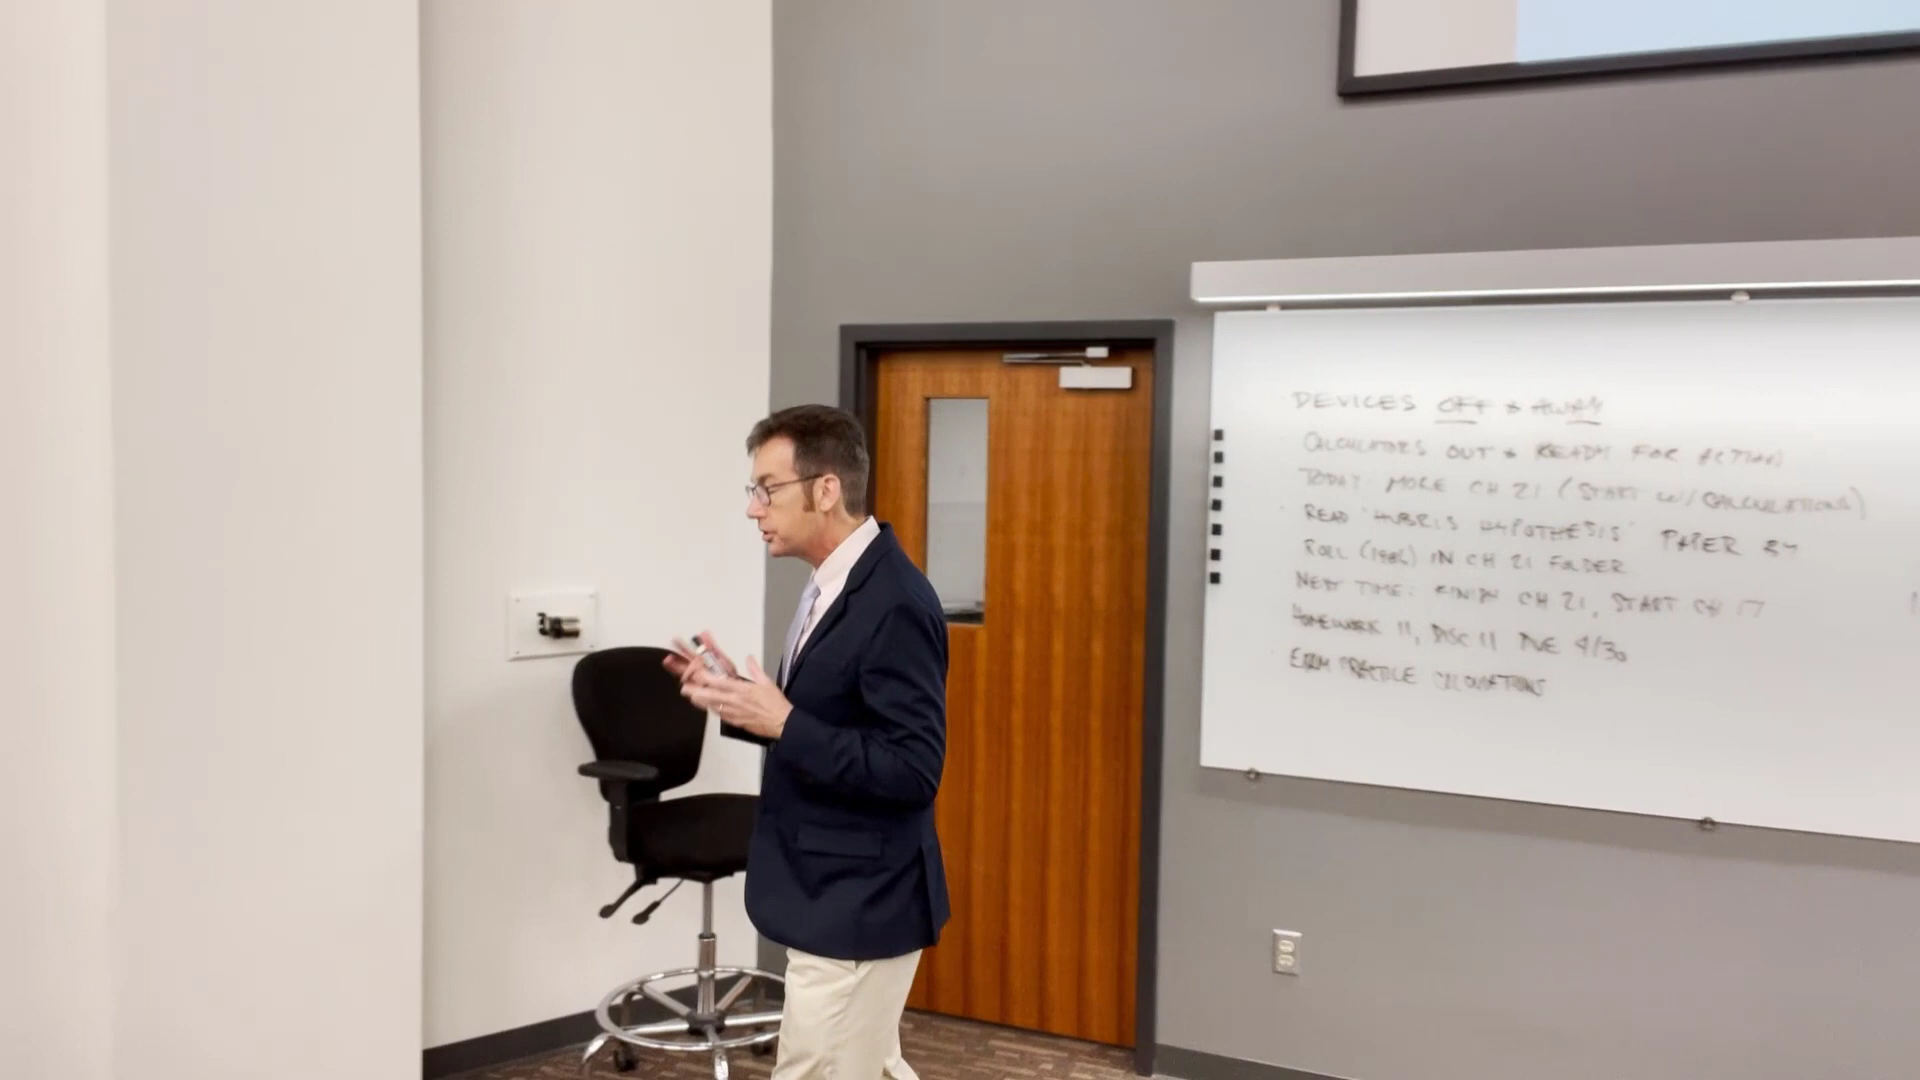 DEVICES OFF & AWAY
CALCULATORS OUT & READY FOR ACTION
TODAY: MORE CH 21 (START W/ CALCULATIONS)
READ "HUBRIS HYPOTHESIS" PAPER BY
ROLL (1986) IN CH 21 FOLDER
NEXT TIME: FINISH CH 21, START CH 17
HOMEWORK 11, DISC 11 DUE 4/30
EXAM PRACTICE CALCULATIONS